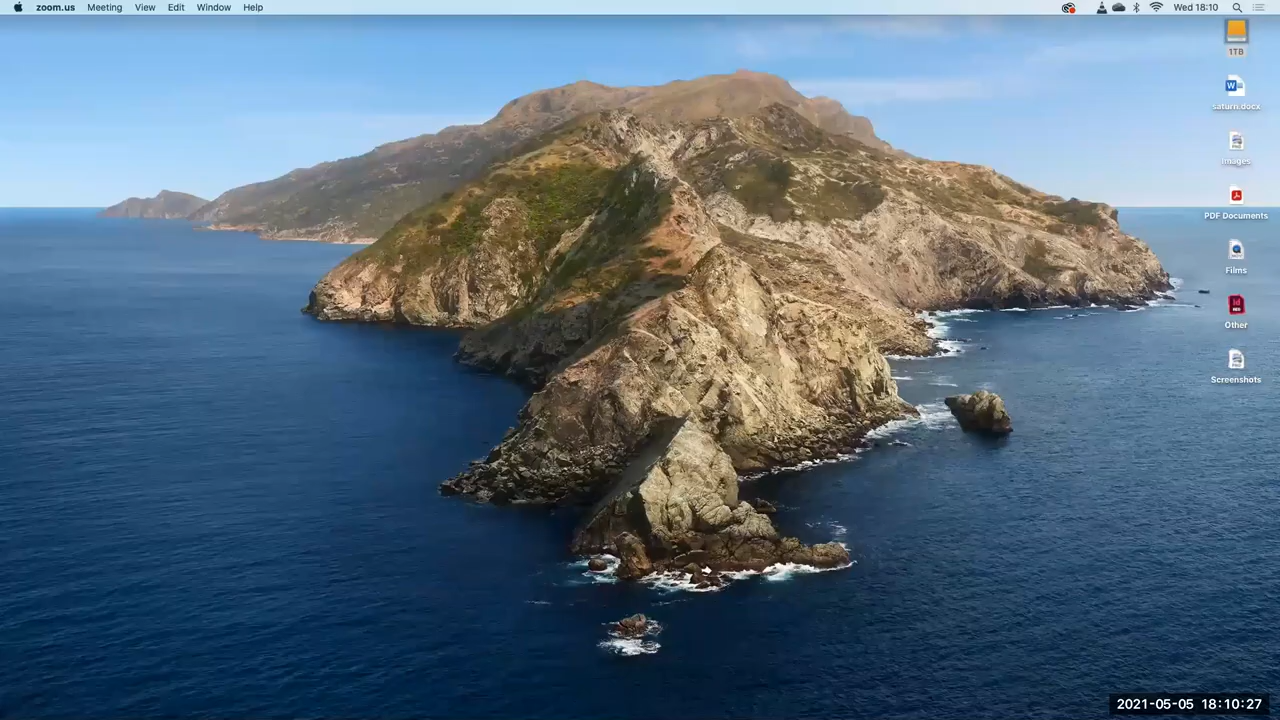 zoom.us Meeting View Edit Window Help Wed 18:10
1TB
saturn.docx
Images
PDF Documents
Films
Other
Screenshots
2021-05-05 18:10:27